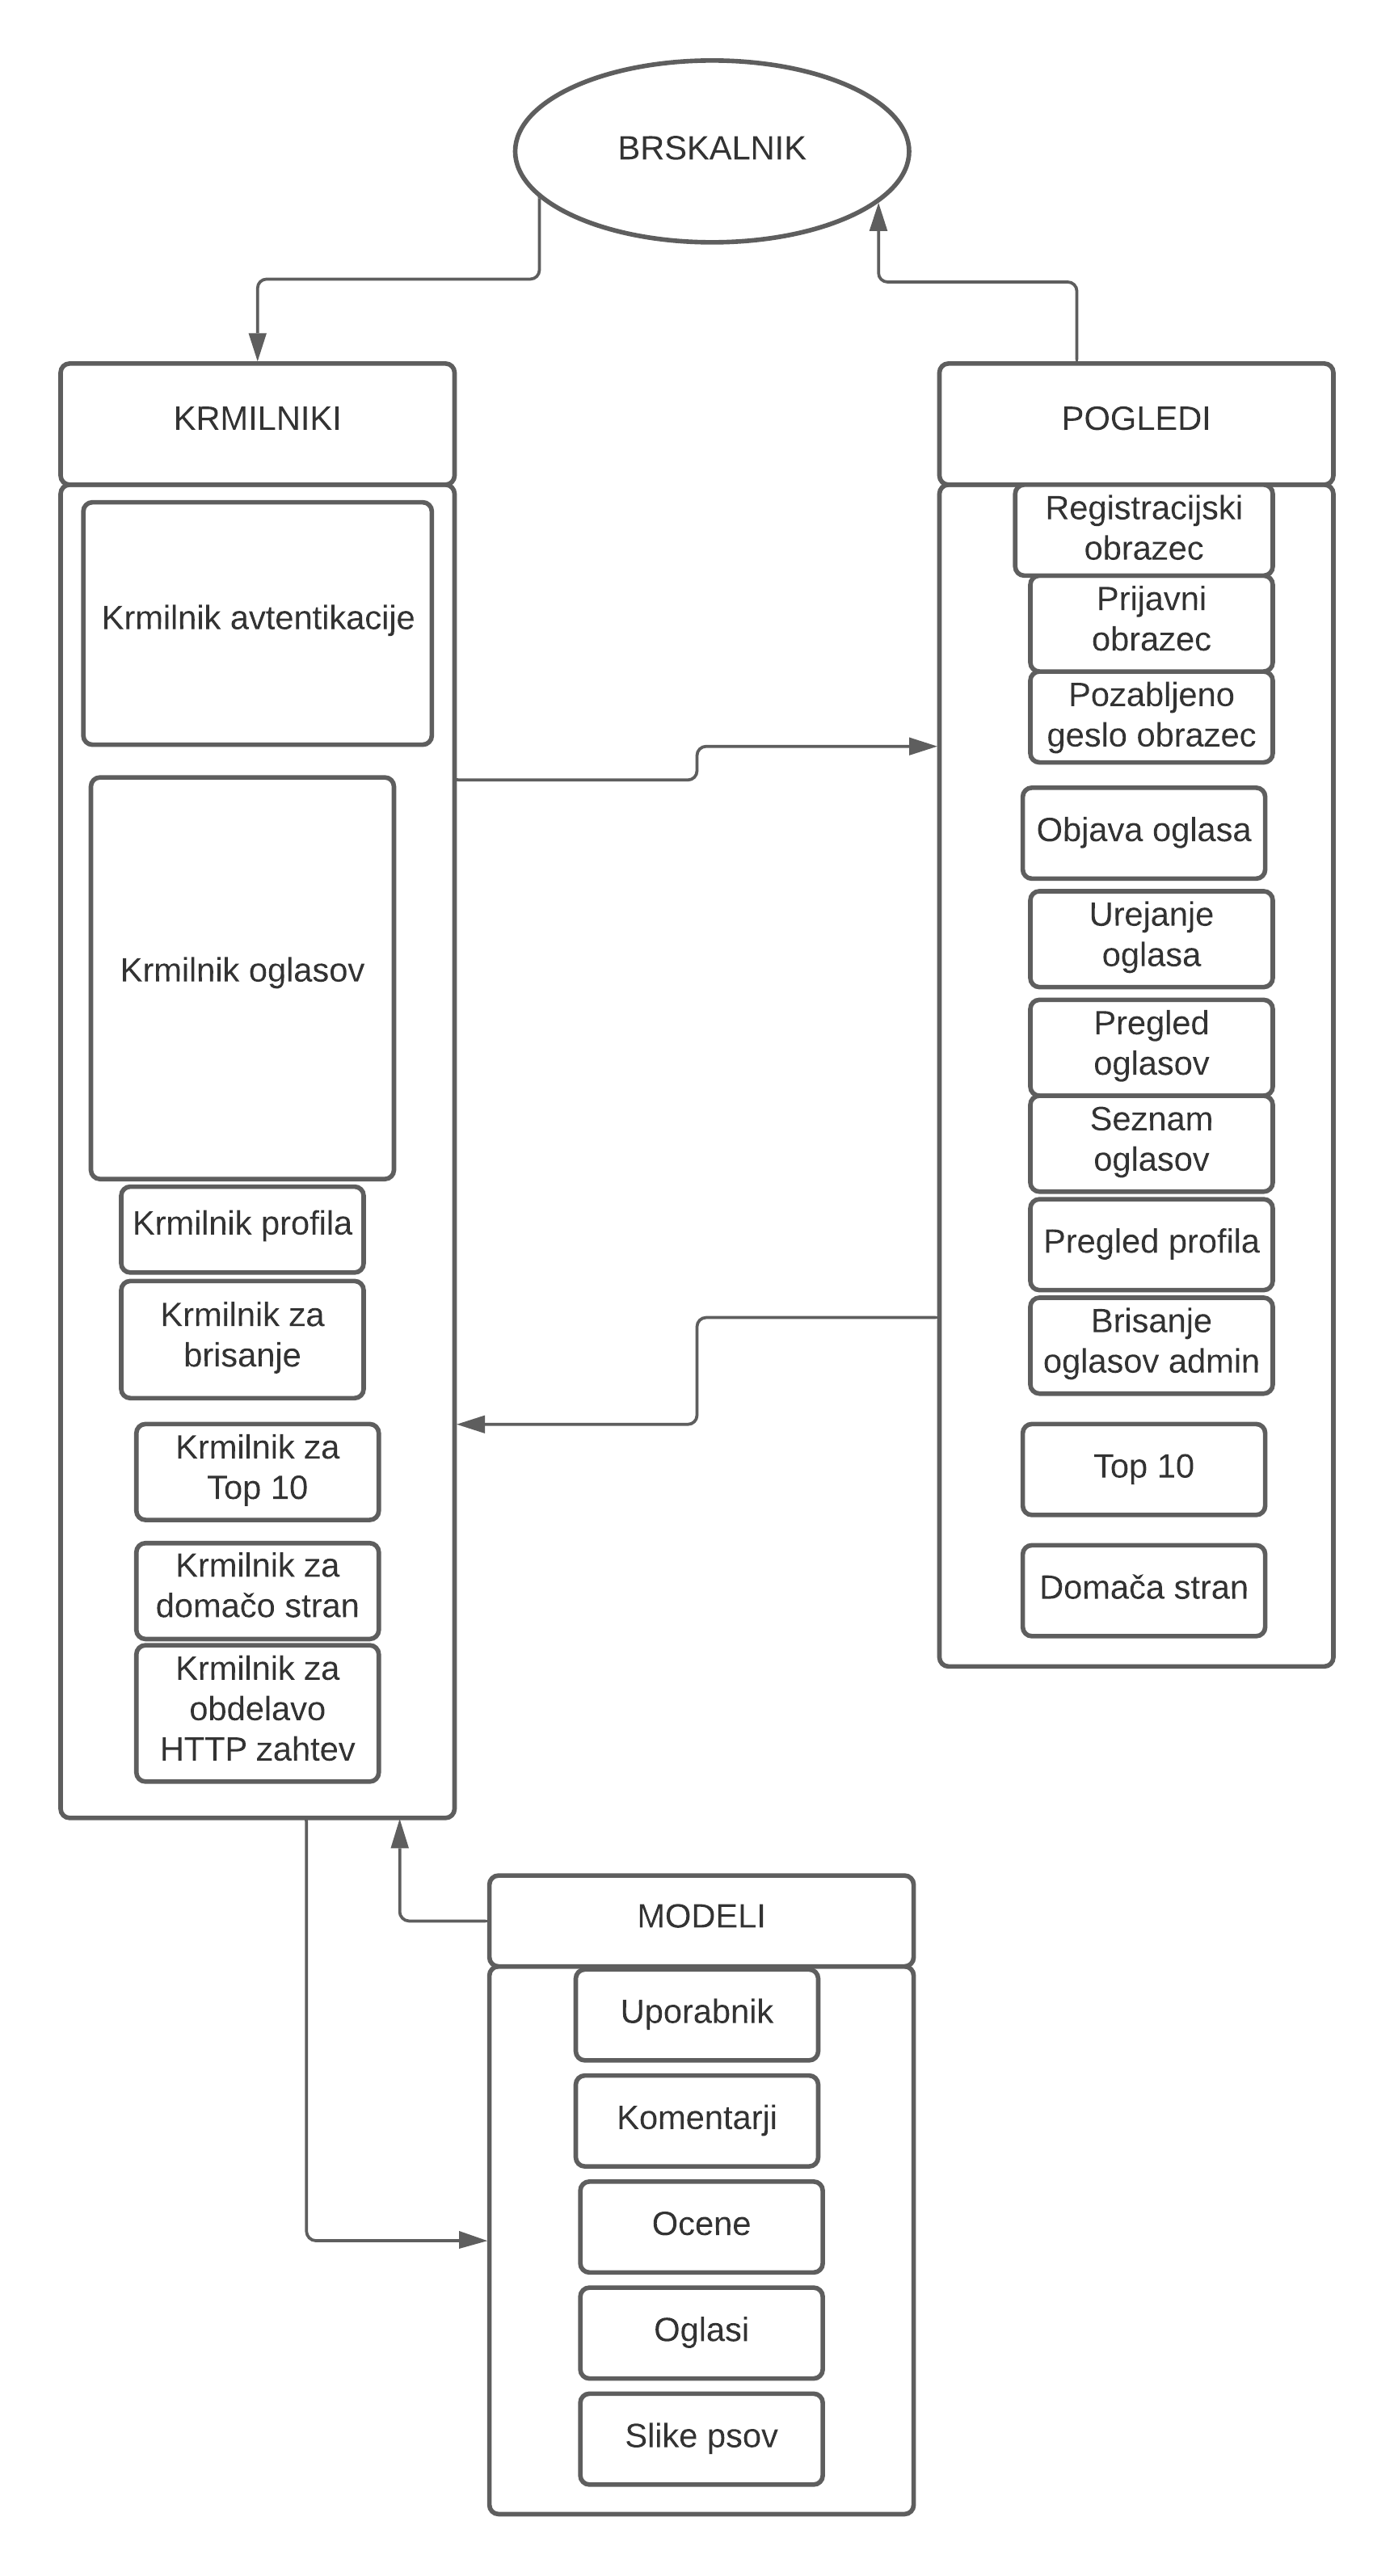 BRSKALNIK
KRMILNIKI
Krmilnik avtentikacije
Krmilnik oglasov
Krmilnik profila
Krmilnik za
brisanje
Krmilnik za
Top 10
Krmilnik za
domačo stran
Krmilnik za
obdelavo
HTTP zahtev
POGLEDI
Registracijski
obrazec
Prijavni
obrazec
Pozabljeno
geslo obrazec
Objava oglasa
Urejanje
oglasa
Pregled
oglasov
Seznam
oglasov
Pregled profila
Brisanje
oglasov admin
Top 10
Domača stran
MODELI
Uporabnik
Komentarji
Ocene
Oglasi
Slike psov